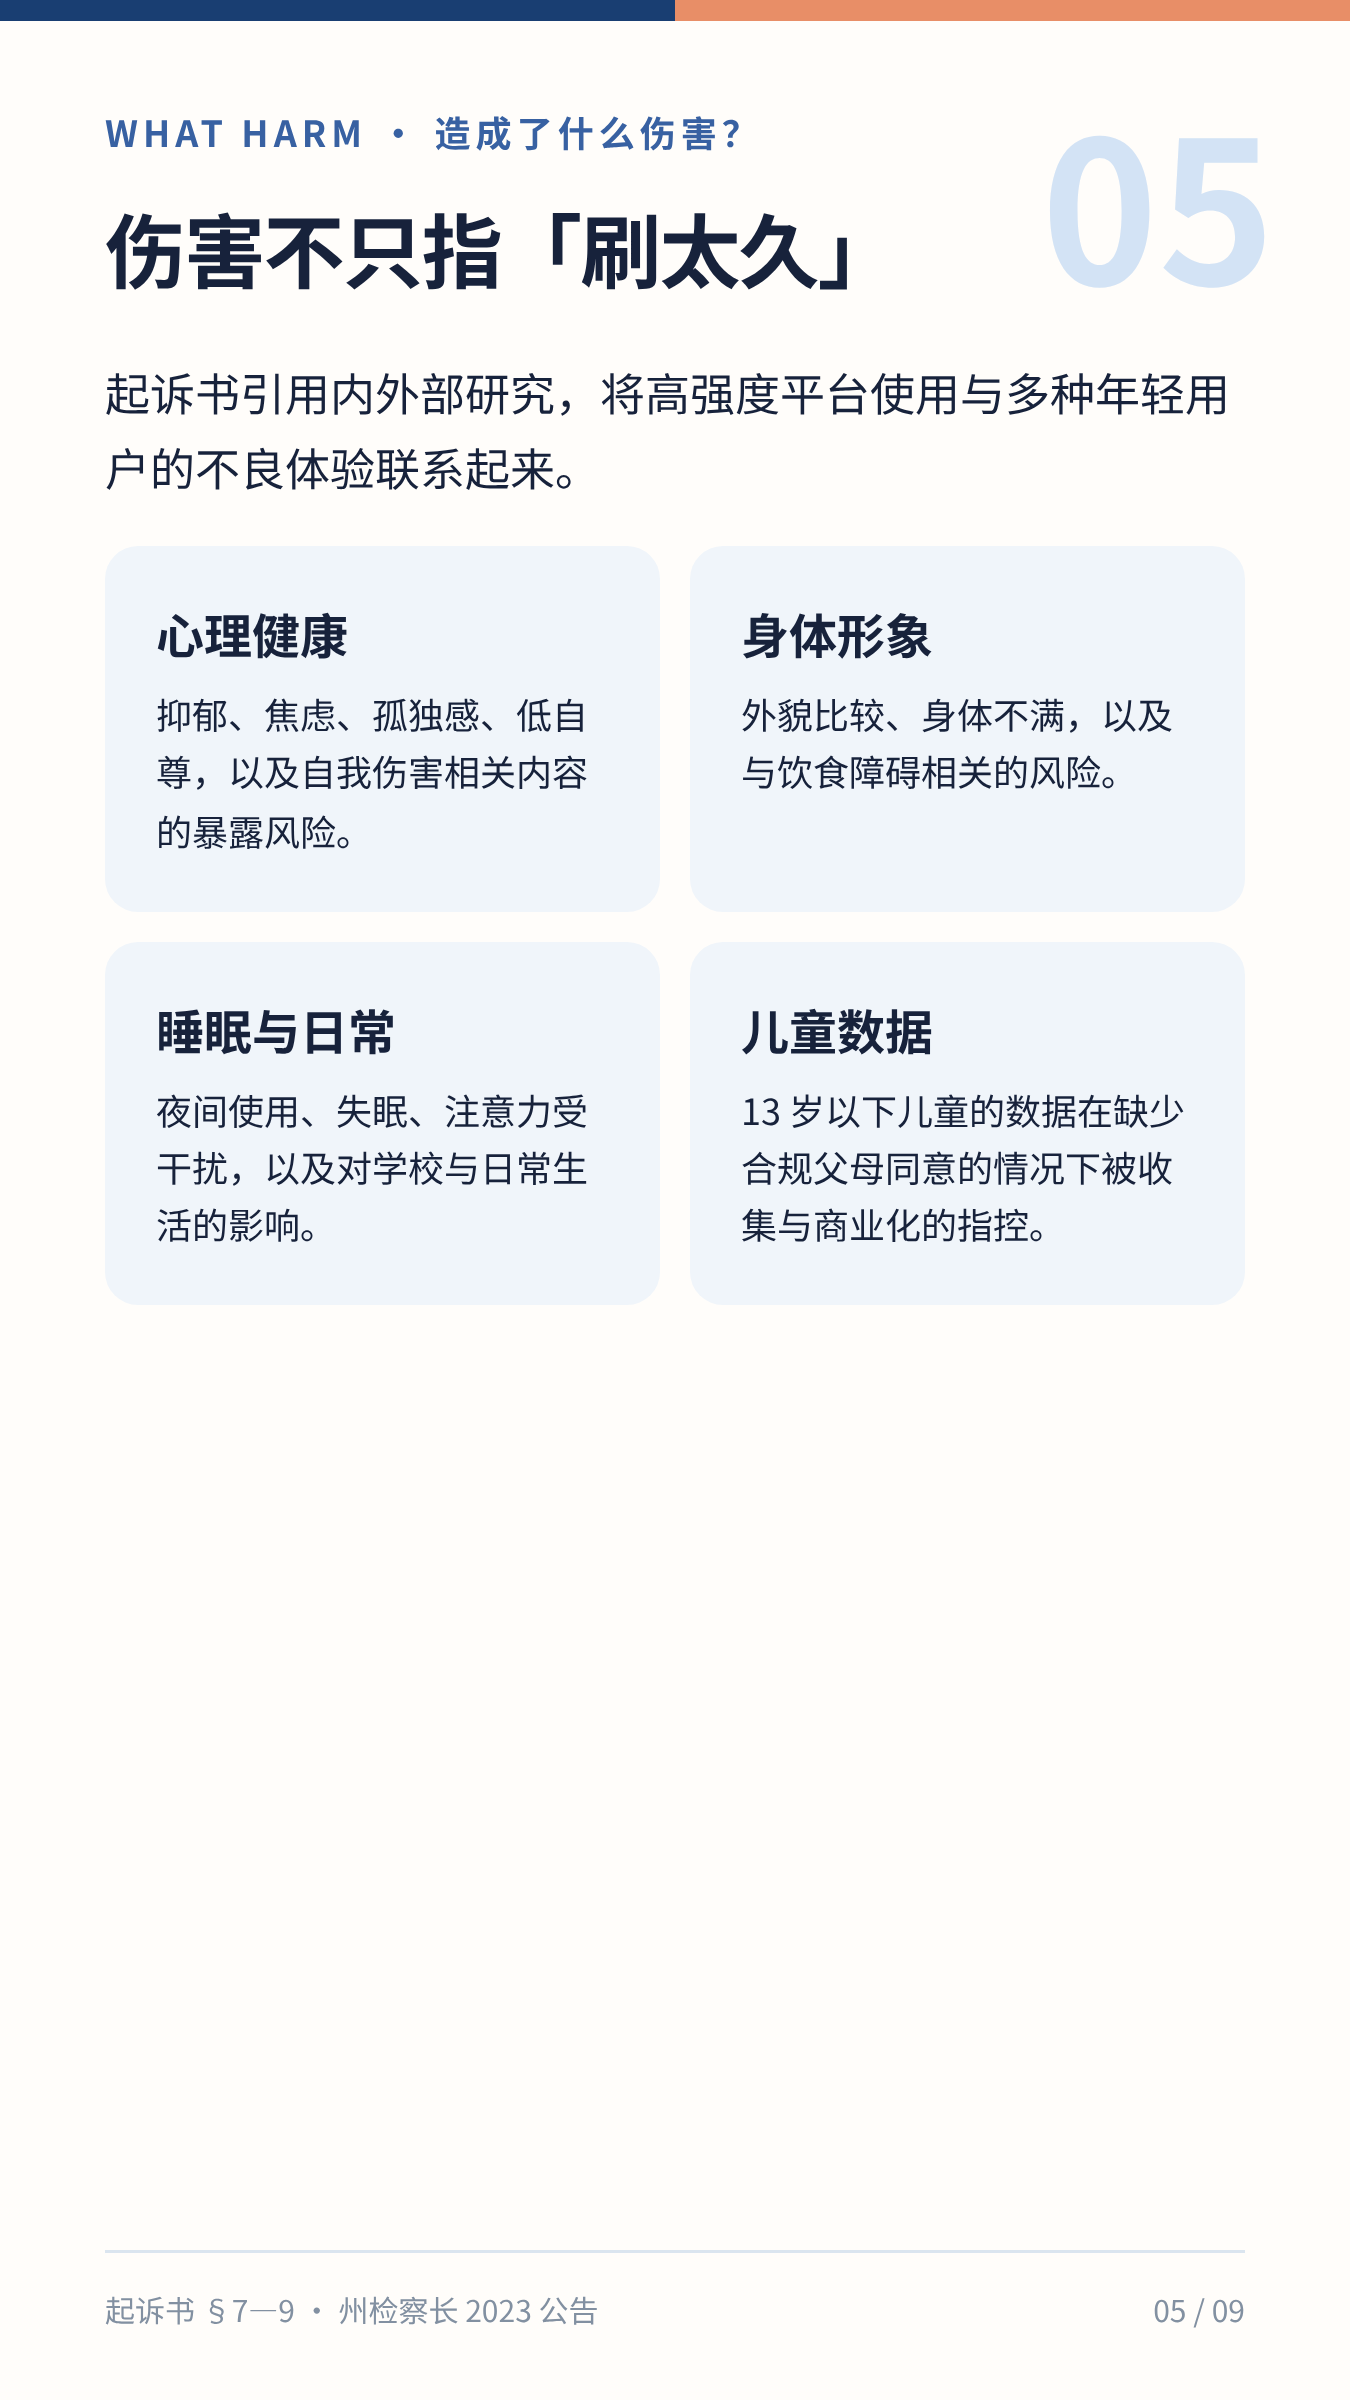 WHAT HARM · 造成了什么伤害？
05
伤害不只指「刷太久」
起诉书引用内外部研究，将高强度平台使用与多种年轻用
户的不良体验联系起来。
心理健康
抑郁、焦虑、孤独感、低自
尊，以及自我伤害相关内容
的暴露风险。
身体形象
外貌比较、身体不满，以及
与饮食障碍相关的风险。
睡眠与日常
夜间使用、失眠、注意力受
干扰，以及对学校与日常生
活的影响。
儿童数据
13 岁以下儿童的数据在缺少
合规父母同意的情况下被收
集与商业化的指控。
起诉书 §7—9 · 州检察长 2023 公告
05 / 09